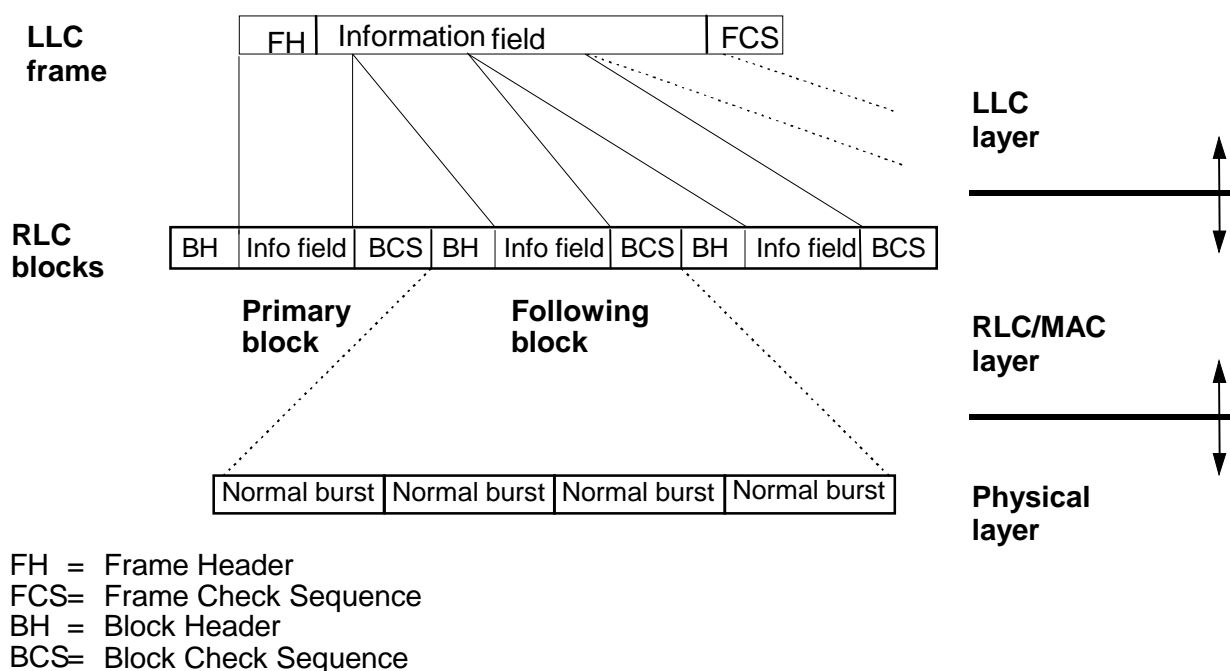 LLC
frame
FH Information field FCS
LLC
layer
RLC
blocks
BH Info field BCS BH Info field BCS BH Info field BCS
Primary
block
Following
block
RLC/MAC
layer
Normal burst Normal burst Normal burst Normal burst
Physical
layer
FH = Frame Header
FCS= Frame Check Sequence
BH = Block Header
BCS= Block Check Sequence